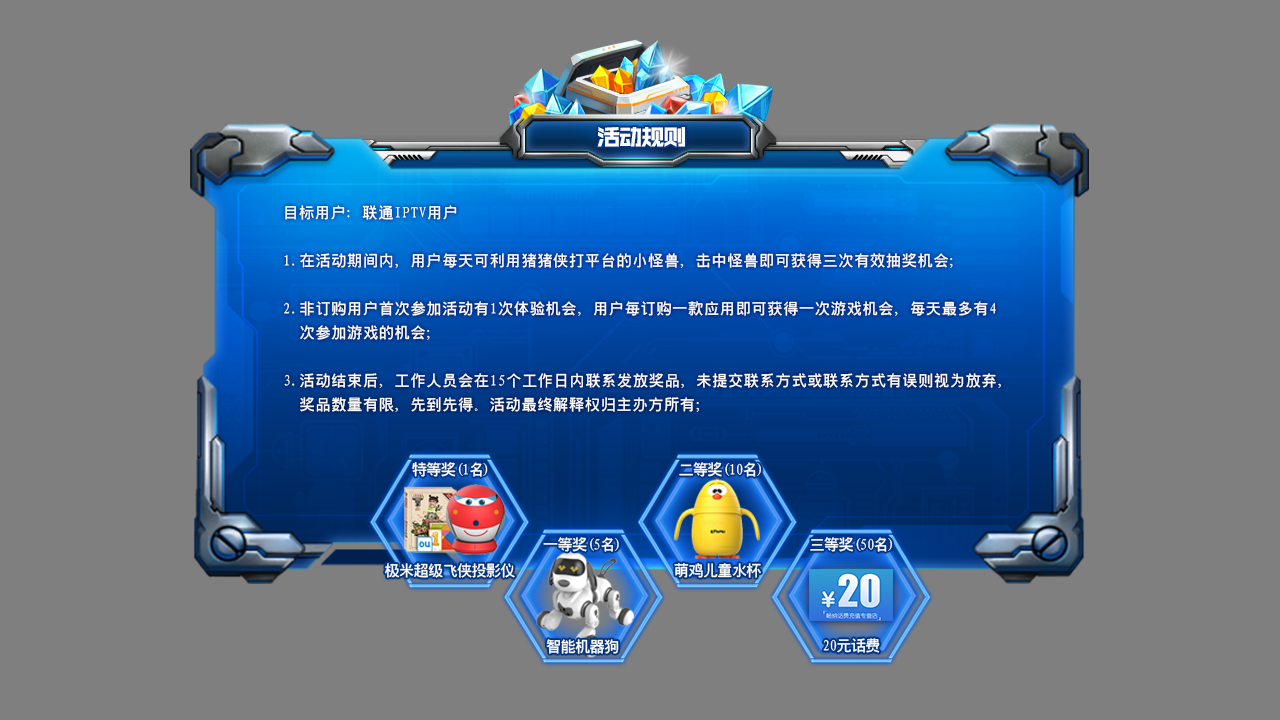 活动规则
目标用户: 联通IPTV用户
1. 在活动期间内, 用户每天可利用猪猪侠打平台的小怪兽, 击中怪兽即可获得三次有效抽奖机会;
2. 非订购用户首次参加活动有1次体验机会, 用户每订购一款应用即可获得一次游戏机会, 每天最多有4
次参加游戏的机会;
3. 活动结束后, 工作人员会在15个工作日内联系发放奖品, 未提交联系方式或联系方式有误则视为放弃,
奖品数量有限, 先到先得。活动最终解释权归主办方所有;
特等奖(1名)
极米超级飞侠投影仪
一等奖(5名)
智能机器狗
二等奖(10名)
萌鸡儿童水杯
三等奖(50名)
¥20
20元话费